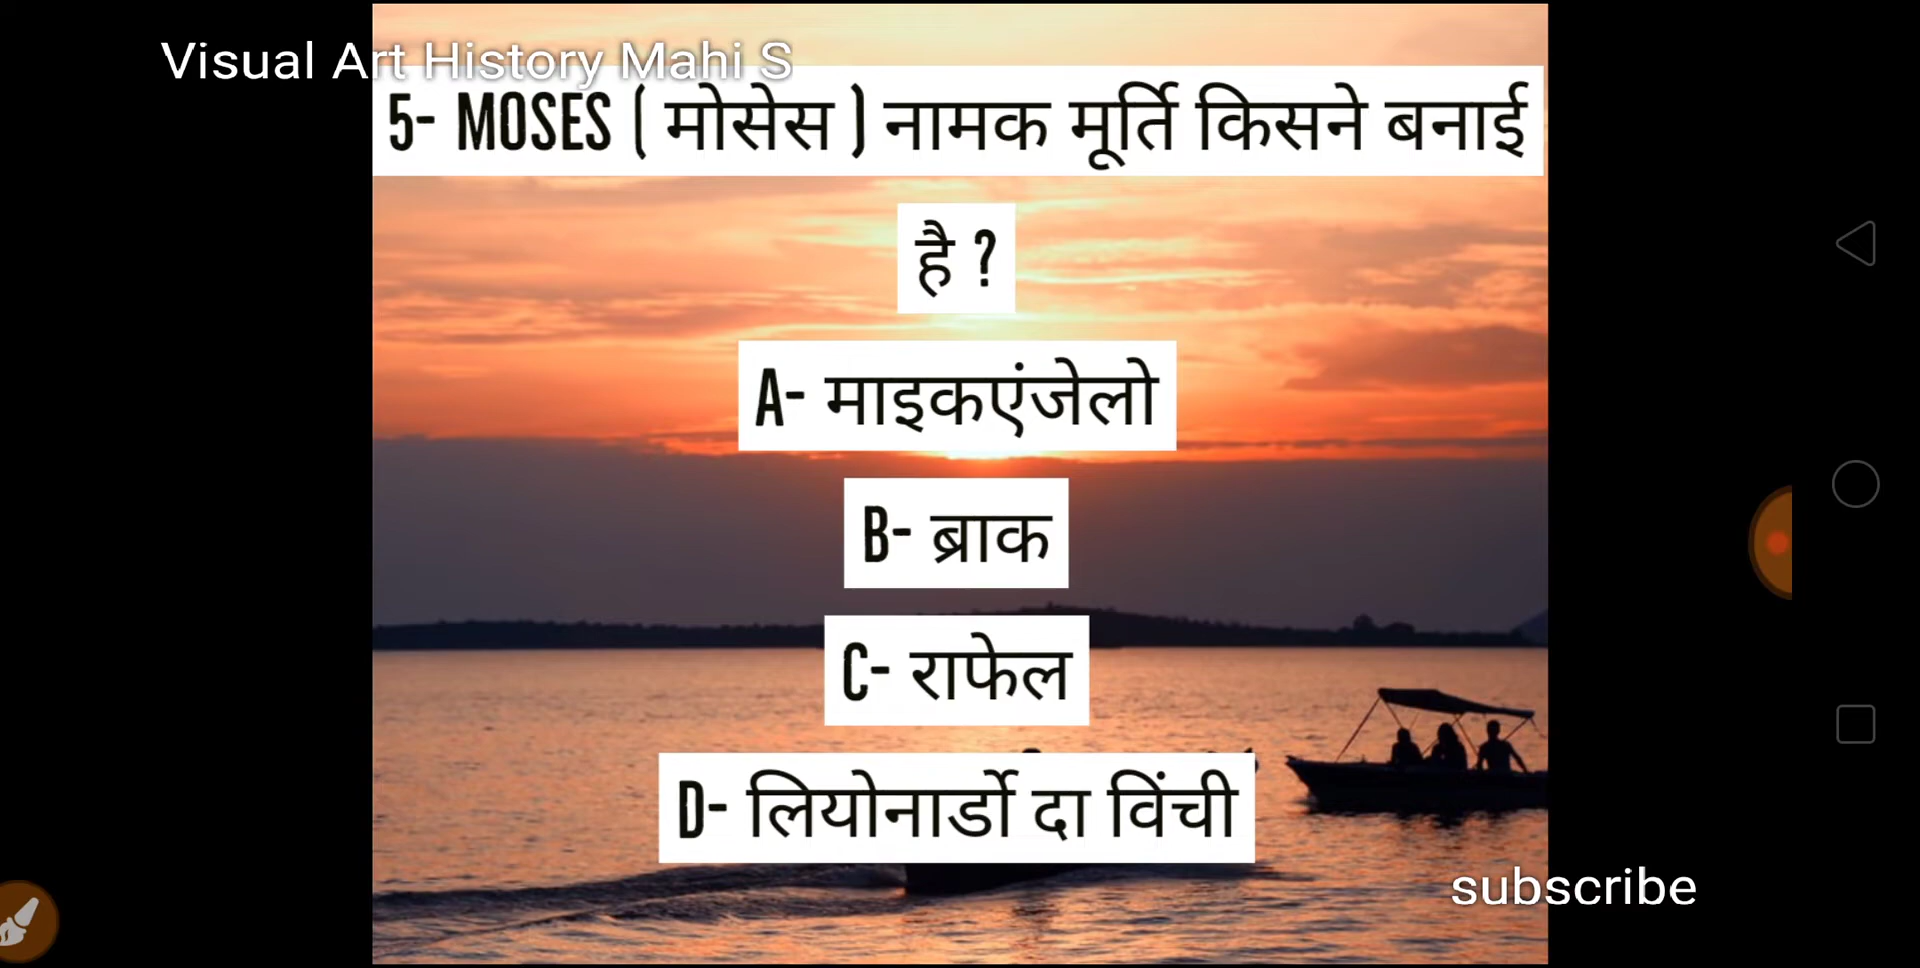 Visual Art History Mahi S
5- MOSES ( मोसेस ) नामक मूर्ति किसने बनाई
है ?
A- माइकएंजेलो
B- ब्राक
C- राफेल
D- लियोनार्डो दा विंची
subscribe